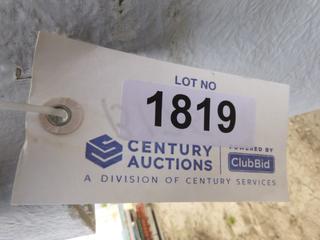 LOT NO
1819
CENTURY AUCTIONS
POWERED BY
ClubBid
A DIVISION OF CENTURY SERVICES